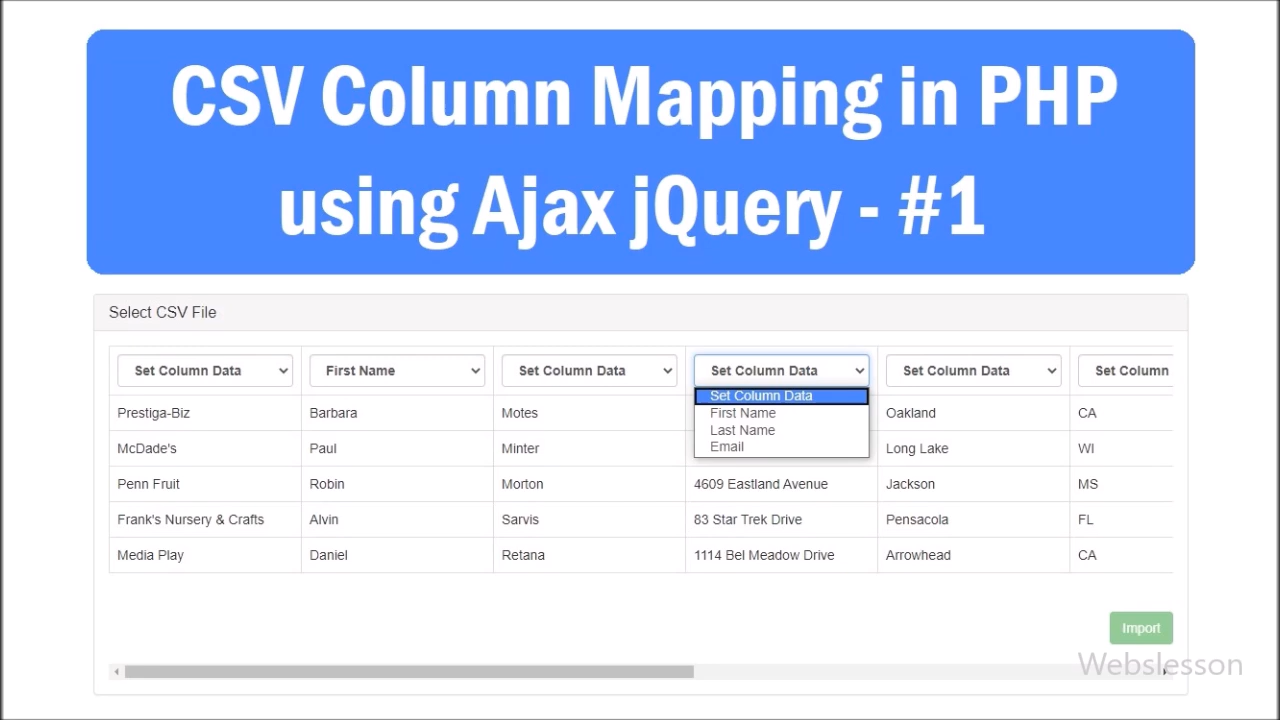 CSV Column Mapping in PHP
using Ajax jQuery - #1
Select CSV File
Set Column Data First Name Set Column Data Set Column Data Set Column Data Set Column
Set Column Data
Prestiga-Biz Barbara Motes First Name Oakland CA
Last Name
McDade's Paul Minter Email Long Lake WI
Penn Fruit Robin Morton 4609 Eastland Avenue Jackson MS
Frank's Nursery & Crafts Alvin Sarvis 83 Star Trek Drive Pensacola FL
Media Play Daniel Retana 1114 Bel Meadow Drive Arrowhead CA
Import
Webslesson